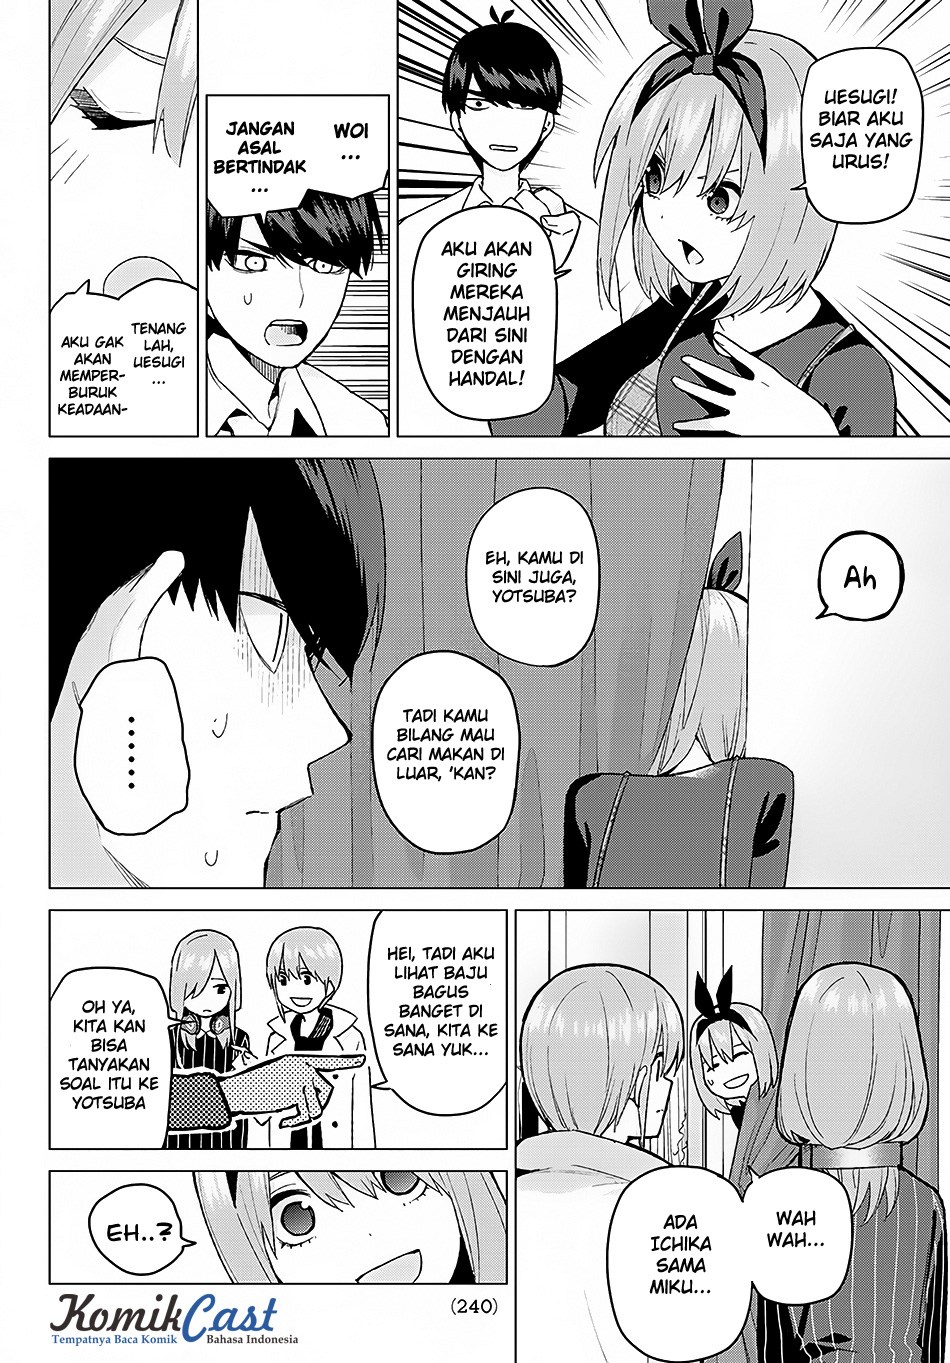 UESUGI!
BIAR AKU
SAJA YANG
URUS!
AKU AKAN
GIRING
MEREKA
MENJAUH
DARI SINI
DENGAN
HANDAL!
WOI
...
JANGAN
ASAL
BERTINDAK
...
TENANG
LAH,
UESUGI
...
AKU GAK
AKAN
MEMPER-
BURUK
KEADAAN-
Ah
EH, KAMU DI
SINI JUGA,
YOTSUBA?
TADI KAMU
BILANG MAU
CARI MAKAN DI
LUAR, 'KAN?
......
WAH
WAH...
ADA
ICHIKA
SAMA
MIKU...
HEI, TADI AKU
LIHAT BAJU
BAGUS
BANGET DI
SANA, KITA KE
SANA YUK...
OH YA,
KITA KAN
BISA
TANYAKAN
SOAL ITU KE
YOTSUBA
EH..?
(240)
KomikCast
Tempatnya Baca Komik Bahasa Indonesia